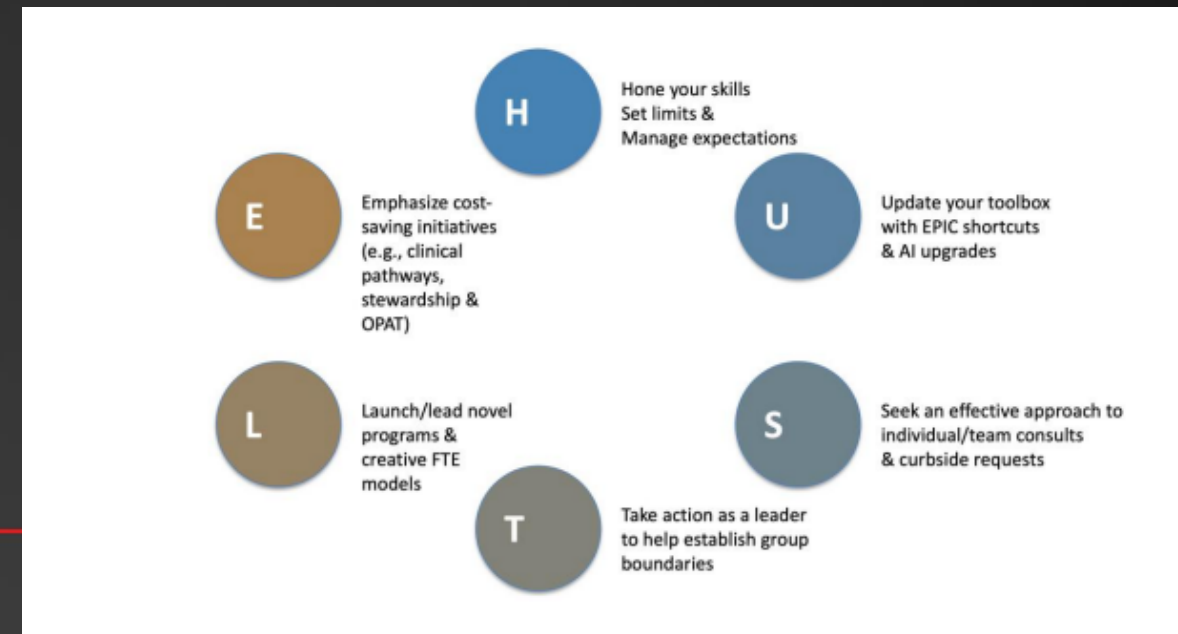 H
Hone your skills
Set limits &
Manage expectations
U
Update your toolbox
with EPIC shortcuts
& AI upgrades
S
Seek an effective approach to
individual/team consults
& curbside requests
T
Take action as a leader
to help establish group
boundaries
L
Launch/lead novel
programs &
creative FTE
models
E
Emphasize cost-
saving initiatives
(e.g., clinical
pathways,
stewardship &
OPAT)